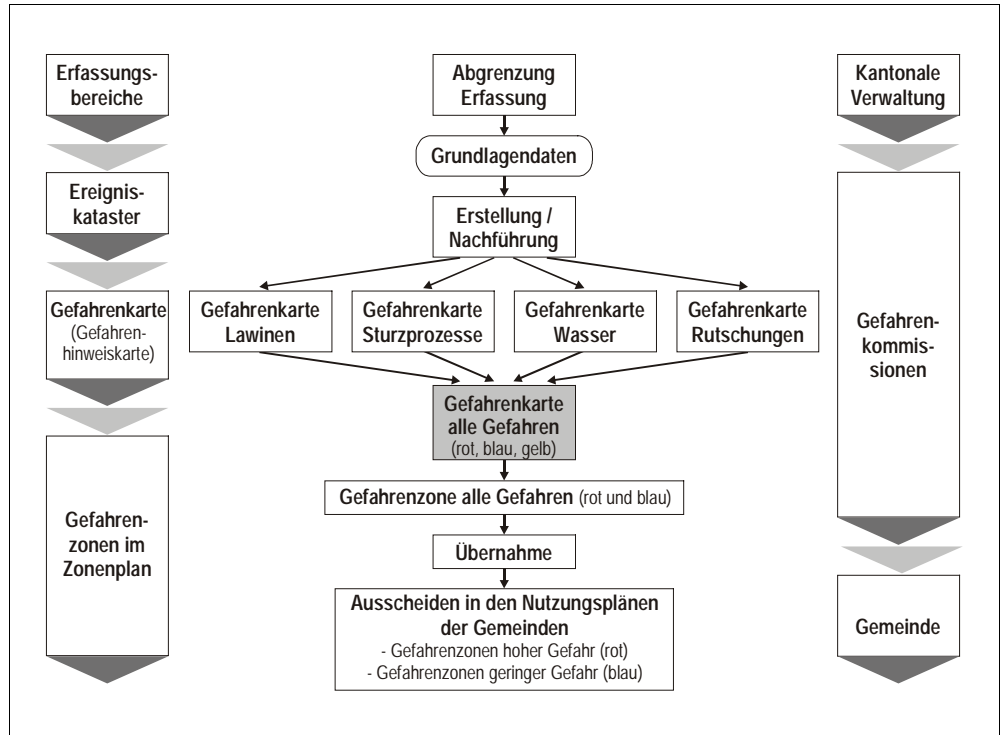 Erfassungs-
bereiche
Ereignis-
kataster
Gefahrenkarte
(Gefahren-
hinweiskarte)
Gefahren-
zonen im
Zonenplan
Abgrenzung
Erfassung
Grundlagendaten
Erstellung /
Nachführung
Gefahrenkarte
Lawinen
Gefahrenkarte
Sturzprozesse
Gefahrenkarte
Wasser
Gefahrenkarte
Rutschungen
Gefahrenkarte
alle Gefahren
(rot, blau, gelb)
Gefahrenzone alle Gefahren (rot und blau)
Übernahme
Ausscheiden in den Nutzungsplänen
der Gemeinden
- Gefahrenzonen hoher Gefahr (rot)
- Gefahrenzonen geringer Gefahr (blau)
Kantonale
Verwaltung
Gefahren-
kommis-
sionen
Gemeinde